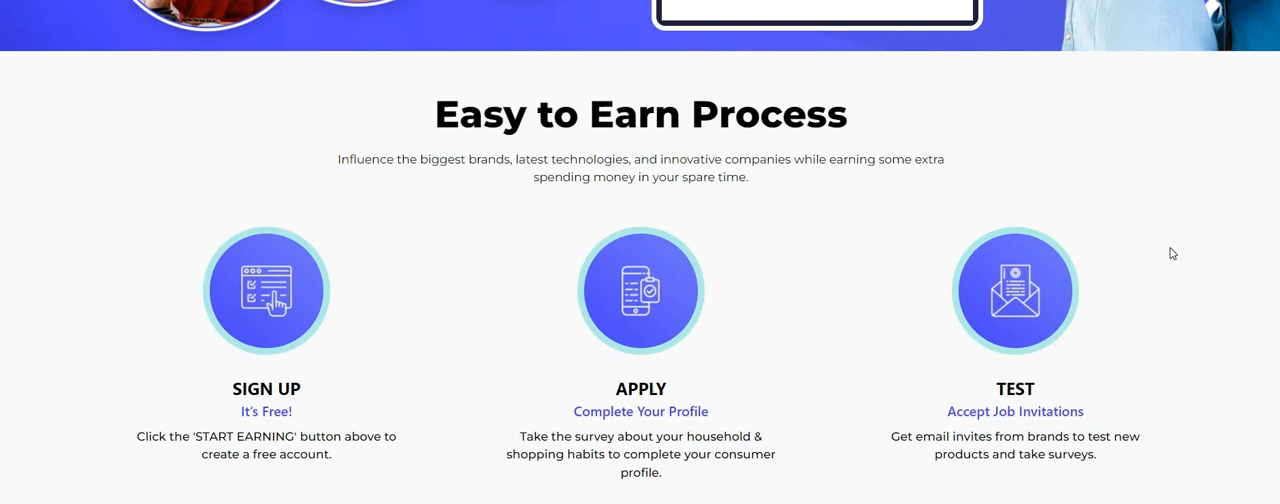 Easy to Earn Process
Influence the biggest brands, latest technologies, and innovative companies while earning some extra
spending money in your spare time.
SIGN UP
It's Free!
Click the 'START EARNING' button above to
create a free account.
APPLY
Complete Your Profile
Take the survey about your household &
shopping habits to complete your consumer
profile.
TEST
Accept Job Invitations
Get email invites from brands to test new
products and take surveys.